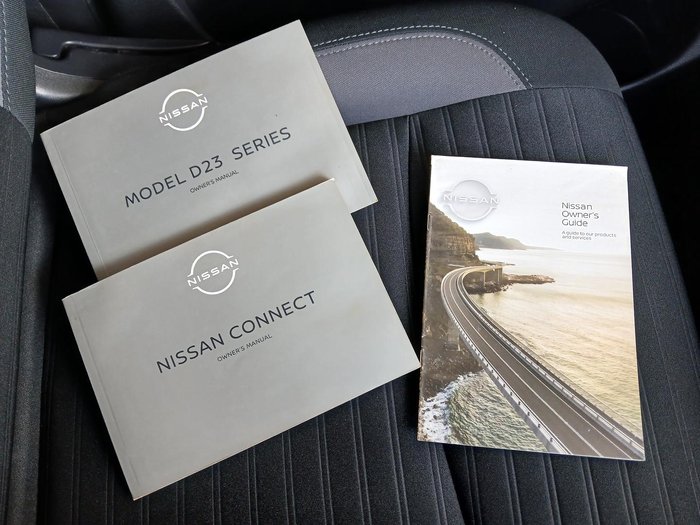 NISSAN
MODEL D23 SERIES
OWNER'S MANUAL
NISSAN
NISSAN CONNECT
OWNER'S MANUAL
NISSAN
Nissan
Owner's
Guide
A guide to our products
and services